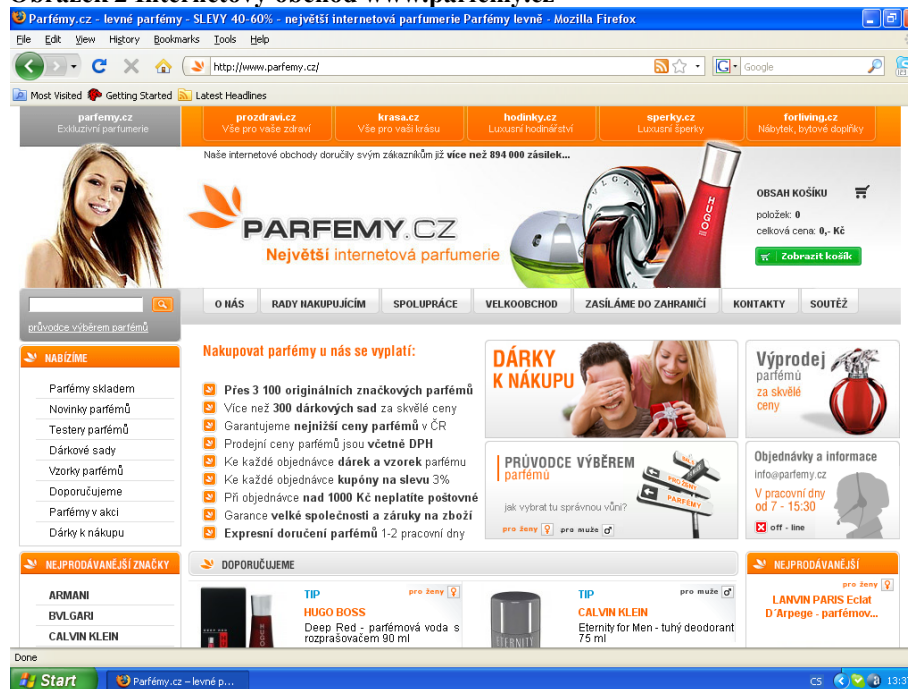 Obrázek 2 Internetový obchod www.parfemy.cz
Parfémy.cz - levné parfémy - SLEVY 40-60% - největší internetová parfumerie Parfémy levně - Mozilla Firefox
File Edit View History Bookmarks Tools Help
http://www.parfemy.cz/
Google
Most Visited Getting Started Latest Headlines
parfemy.cz
Exkluzivní parfumerie
prozdravi.cz
Vše pro vaše zdraví
krasa.cz
Vše pro vaši krásu
hodinky.cz
Luxusní hodinářství
sperky.cz
Luxusní šperky
forliving.cz
Nábytek, bytové doplňky
Naše internetové obchody doručily svým zákazníkům již více než 894 000 zásilek...
PARFEMY.CZ
Největší internetová parfumerie
BVLGARI
HUGO
OBSAH KOŠÍKU
položek: 0
celková cena: 0,- Kč
Zobrazit košík
průvodce výběrem parfémů
O NÁS RADY NAKUPUJÍCÍM SPOLUPRÁCE VELKOOBCHOD ZASÍLÁME DO ZAHRANIČÍ KONTAKTY SOUTĚŽ
NABÍZÍME
Parfémy skladem
Novinky parfémů
Testery parfémů
Dárkové sady
Vzorky parfémů
Doporučujeme
Parfémy v akci
Dárky k nákupu
Nakupovat parfémy u nás se vyplatí:
Přes 3 100 originálních značkových parfémů
Více než 300 dárkových sad za skvělé ceny
Garantujeme nejnižší ceny parfémů v ČR
Prodejní ceny parfémů jsou včetně DPH
Ke každé objednávce dárek a vzorek parfému
Ke každé objednávce kupóny na slevu 3%
Při objednávce nad 1000 Kč neplatíte poštovné
Garance velké společnosti a záruky na zboží
Expresní doručení parfémů 1-2 pracovní dny
DÁRKY
K NÁKUPU
PRŮVODCE VÝBĚREM
parfémů
jak vybrat tu správnou vůni?
pro ženy pro muže
PRO ŽENY
PARFÉMY
Výprodej
parfémů
za skvělé
ceny
Objednávky a informace
info@parfemy.cz
V pracovní dny
od 7 - 15:30
off - line
NEJPRODÁVANĚJŠÍ ZNAČKY
ARMANI
BVLGARI
CALVIN KLEIN
DOPORUČUJEME
TIP pro ženy
HUGO BOSS
Deep Red - parfémová voda s
rozprašovačem 90 ml
TIP pro muže
CALVIN KLEIN
Eternity for Men - tuhý deodorant
75 ml
ETERNITY
NEJPRODÁVANĚJŠÍ
pro ženy
LANVIN PARIS Eclat
D´Arpege - parfémov...
Done
Start
Parfémy.cz – levné p...
CS